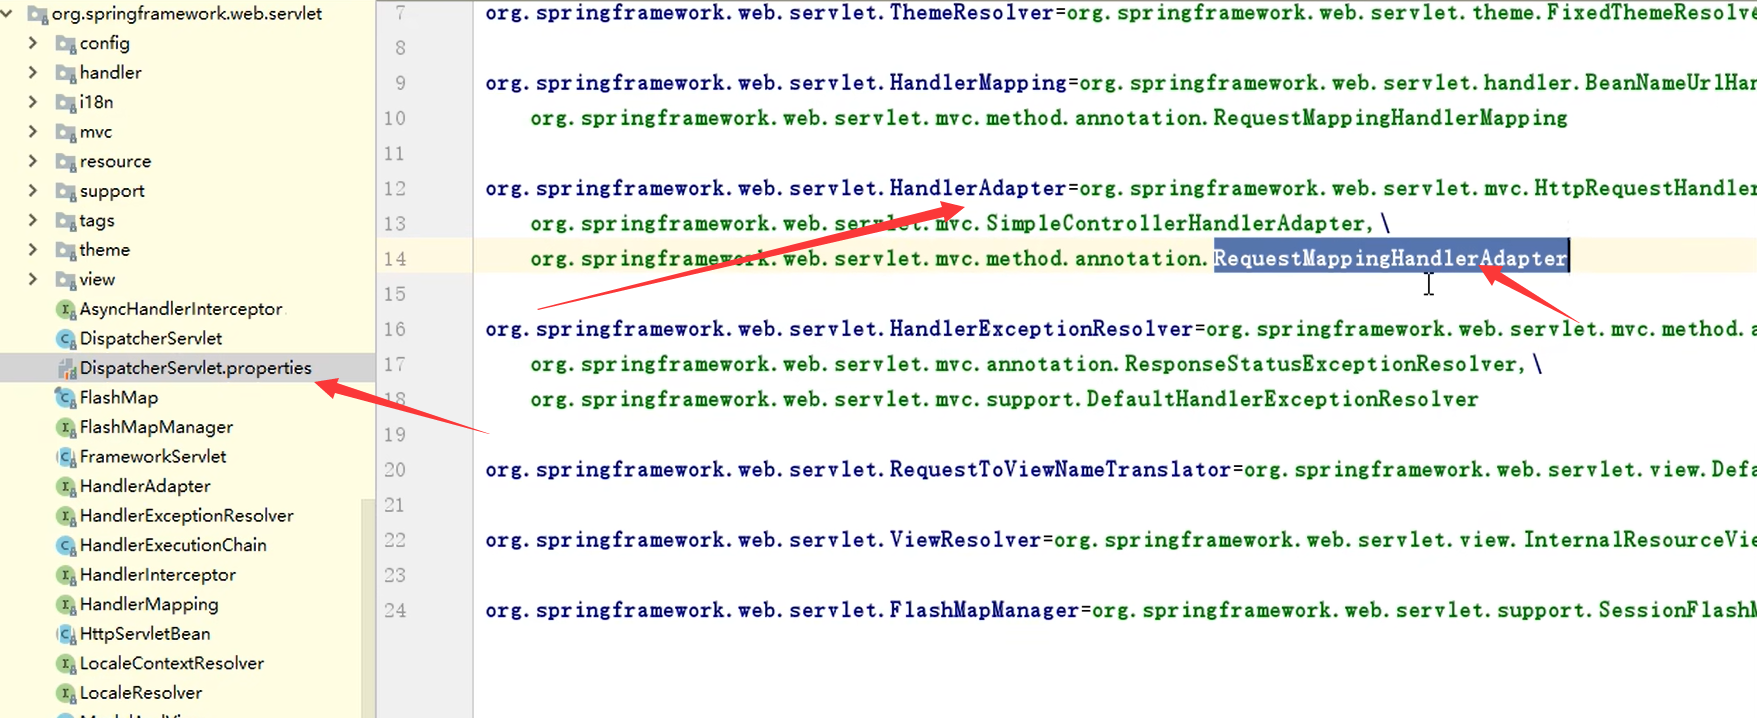 org.springframework.web.servlet
config
handler
i18n
mvc
resource
support
tags
theme
view
AsyncHandlerInterceptor
DispatcherServlet
DispatcherServlet.properties
FlashMap
FlashMapManager
FrameworkServlet
HandlerAdapter
HandlerExceptionResolver
HandlerExecutionChain
HandlerInterceptor
HandlerMapping
HttpServletBean
LocaleContextResolver
LocaleResolver
7 org.springframework.web.servlet.ThemeResolver=org.springframework.web.servlet.theme.FixedThemeResolve
8
9 org.springframework.web.servlet.HandlerMapping=org.springframework.web.servlet.handler.BeanNameUrlHan
10 org.springframework.web.servlet.mvc.method.annotation.RequestMappingHandlerMapping
11
12 org.springframework.web.servlet.HandlerAdapter=org.springframework.web.servlet.mvc.HttpRequestHandler
13 org.springframework.web.servlet.mvc.SimpleControllerHandlerAdapter,\
14 org.springframework.web.servlet.mvc.method.annotation.RequestMappingHandlerAdapter
15
16 org.springframework.web.servlet.HandlerExceptionResolver=org.springframework.web.servlet.mvc.method.a
17 org.springframework.web.servlet.mvc.annotation.ResponseStatusExceptionResolver,\
18 org.springframework.web.servlet.mvc.support.DefaultHandlerExceptionResolver
19
20 org.springframework.web.servlet.RequestToViewNameTranslator=org.springframework.web.servlet.view.Defa
21
22 org.springframework.web.servlet.ViewResolver=org.springframework.web.servlet.view.InternalResourceVie
23
24 org.springframework.web.servlet.FlashMapManager=org.springframework.web.servlet.support.SessionFlashM